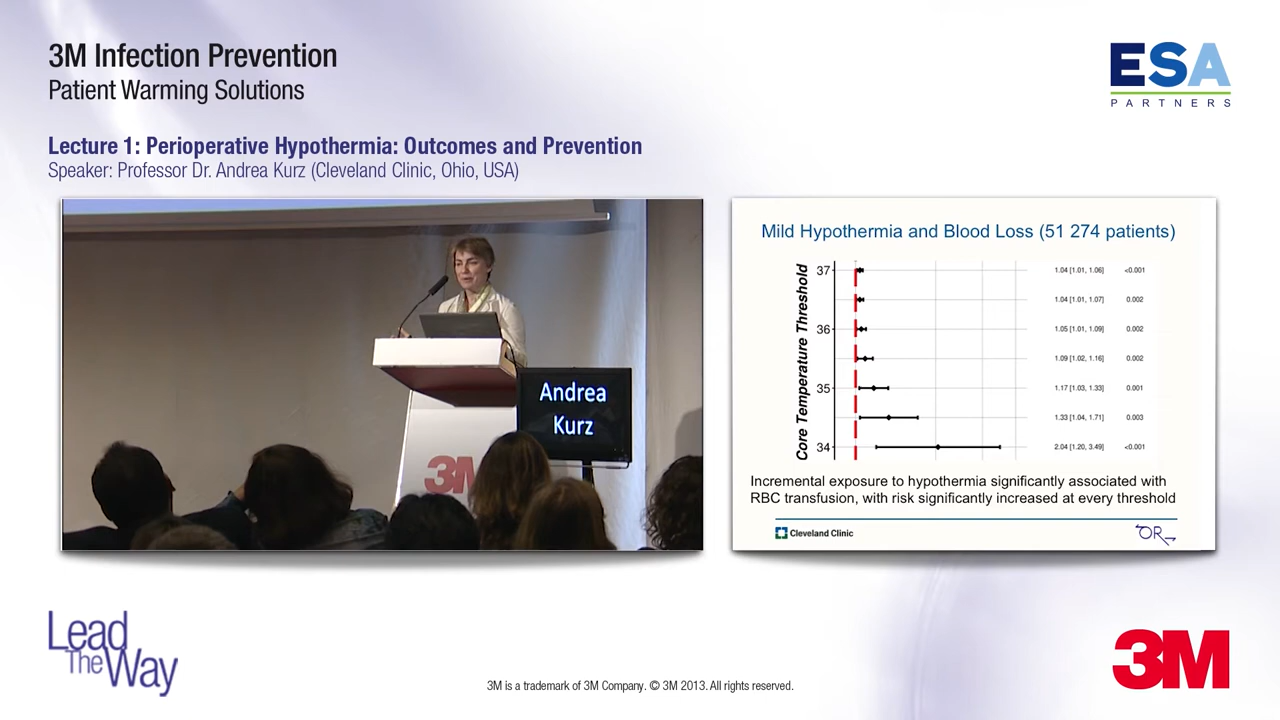 3M Infection Prevention
Patient Warming Solutions
ESA
PARTNERS
Lecture 1: Perioperative Hypothermia: Outcomes and Prevention
Speaker: Professor Dr. Andrea Kurz (Cleveland Clinic, Ohio, USA)
Andrea
Kurz
3M
Mild Hypothermia and Blood Loss (51 274 patients)
Core Temperature Threshold
37 1.04 [1.01, 1.06] <0.001
1.04 [1.01, 1.07] 0.002
36 1.05 [1.01, 1.09] 0.002
1.09 [1.02, 1.16] 0.002
35 1.17 [1.03, 1.33] 0.001
1.33 [1.04, 1.71] 0.003
34 2.04 [1.20, 3.49] <0.001
Incremental exposure to hypothermia significantly associated with
RBC transfusion, with risk significantly increased at every threshold
Cleveland Clinic
OR
Lead
The Way
3M is a trademark of 3M Company. © 3M 2013. All rights reserved.
3M